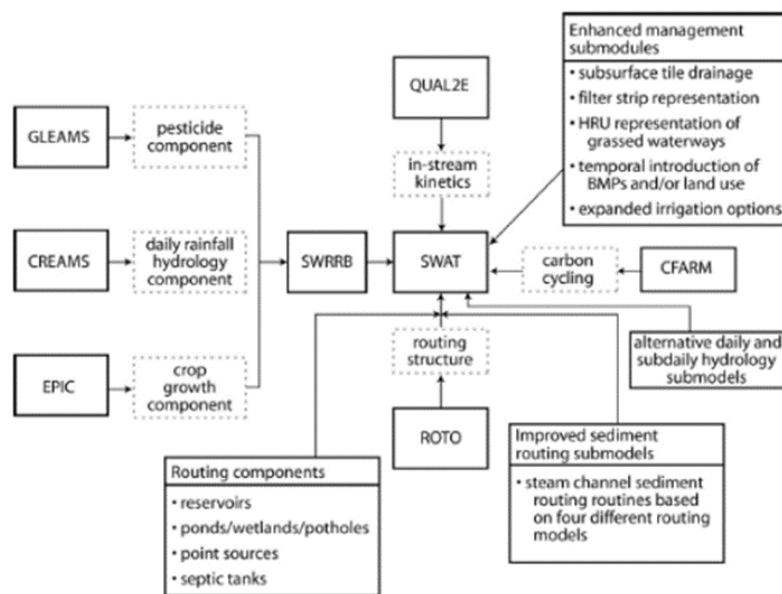 Enhanced management
submodules
• subsurface tile drainage
• filter strip representation
• HRU representation of
grassed waterways
• temporal introduction of
BMPs and/or land use
• expanded irrigation options
QUAL2E
in-stream
kinetics
GLEAMS
pesticide
component
CREAMS
daily rainfall
hydrology
component
SWRRB
SWAT
carbon
cycling
CFARM
EPIC
crop
growth
component
routing
structure
alternative daily and
subdaily hydrology
submodels
ROTO
Improved sediment
routing submodels
• steam channel sediment
routing routines based
on four different routing
models
Routing components
• reservoirs
• ponds/wetlands/potholes
• point sources
• septic tanks